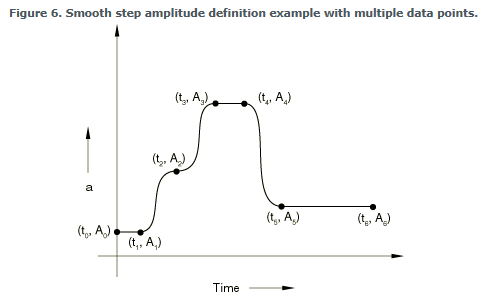 Figure 6. Smooth step amplitude definition example with multiple data points.
(t₃, A₃)
(t₄, A₄)
(t₂, A₂)
a
(t₀, A₀)
(t₁, A₁)
(t₅, A₅)
(t₆, A₆)
Time